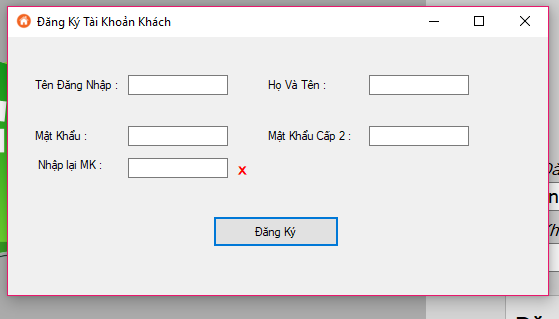 Đăng Ký Tài Khoản Khách
Tên Đăng Nhập :
Họ Và Tên :
Mật Khẩu :
Mật Khẩu Cấp 2 :
Nhập lại MK :
x
Đăng Ký